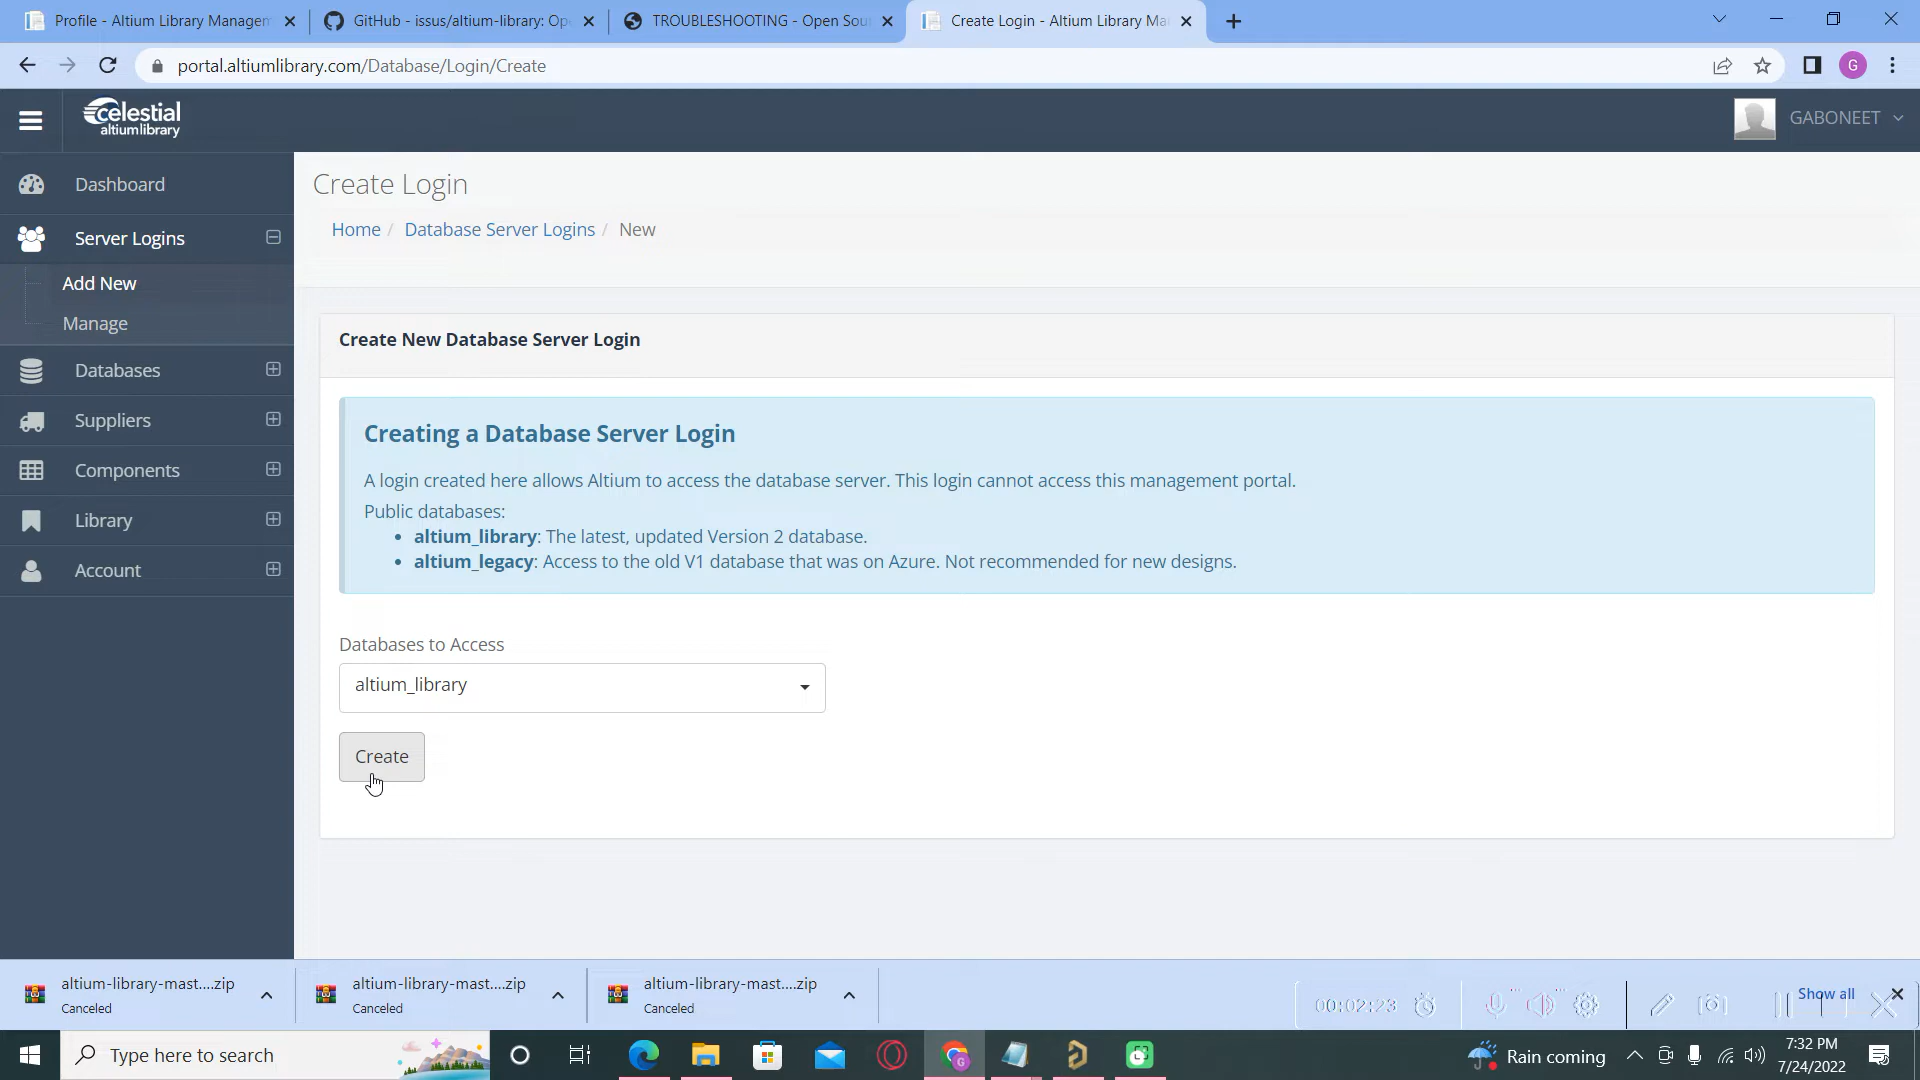 Profile - Altium Library Managem
GitHub - issus/altium-library: Op
TROUBLESHOOTING - Open Sou
Create Login - Altium Library Ma
portal.altiumlibrary.com/Database/Login/Create
G
celestial
altiumlibrary
GABONEET
Dashboard
Server Logins
Add New
Manage
Databases
Suppliers
Components
Library
Account
Create Login
Home / Database Server Logins / New
Create New Database Server Login
Creating a Database Server Login
A login created here allows Altium to access the database server. This login cannot access this management portal.
Public databases:
• altium_library: The latest, updated Version 2 database.
• altium_legacy: Access to the old V1 database that was on Azure. Not recommended for new designs.
Databases to Access
altium_library
Create
altium-library-mast....zip
Canceled
altium-library-mast....zip
Canceled
altium-library-mast....zip
Canceled
00:02:23
Show all
Type here to search
G
Rain coming
7:32 PM
7/24/2022